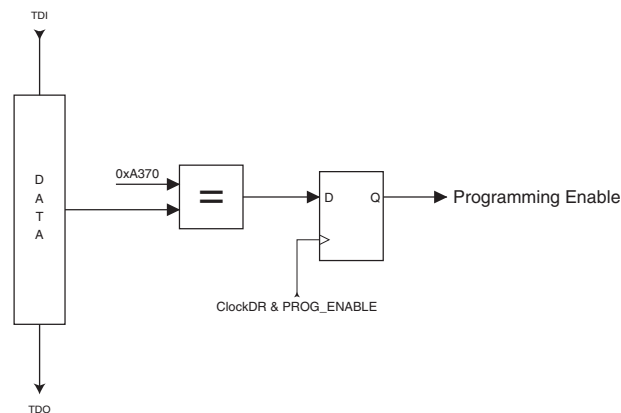 TDI
D
A
T
A
0xA370
=
D
Q
Programming Enable
ClockDR & PROG_ENABLE
TDO